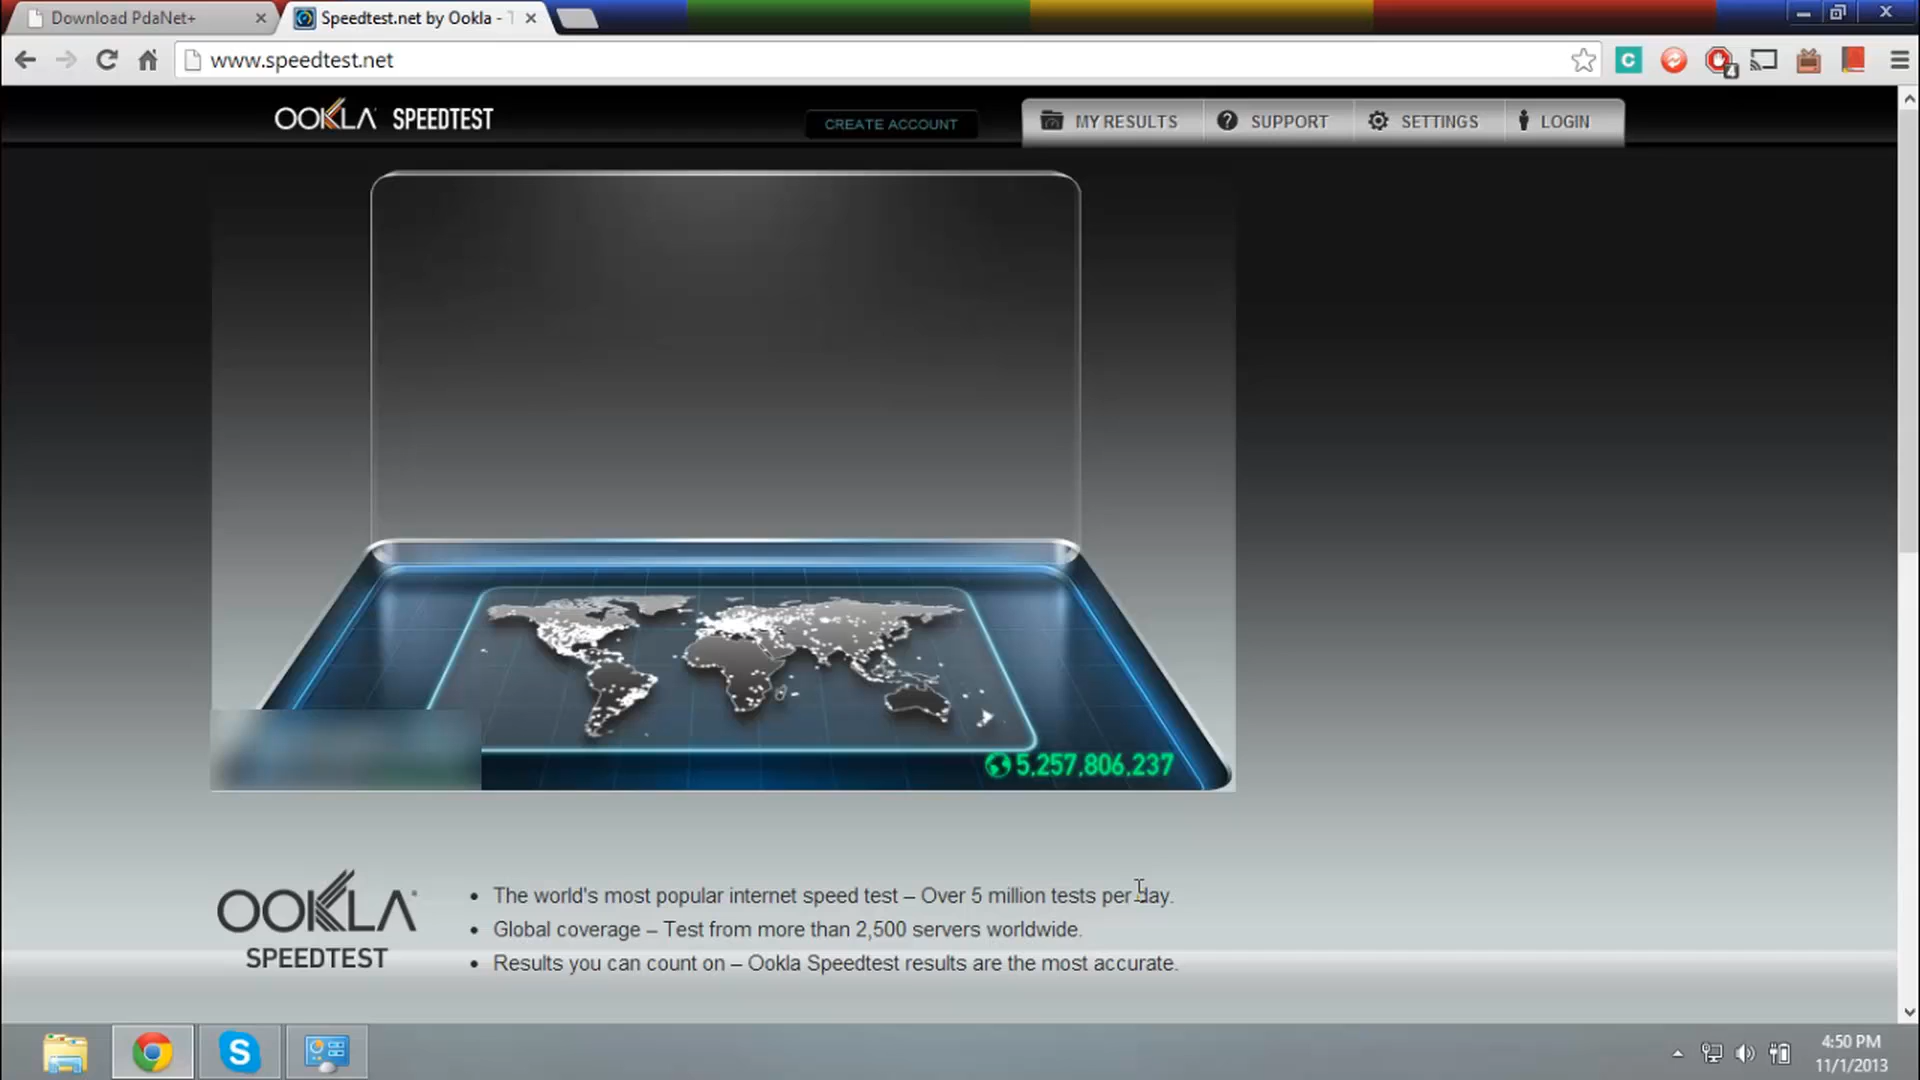 Download PdaNet+
Speedtest.net by Ookla - T
www.speedtest.net
OOKLA SPEEDTEST
CREATE ACCOUNT
MY RESULTS
SUPPORT
SETTINGS
LOGIN
5,257,806,237
OOKLA
SPEEDTEST
The world's most popular internet speed test – Over 5 million tests per day.
Global coverage – Test from more than 2,500 servers worldwide.
Results you can count on – Ookla Speedtest results are the most accurate.
4:50 PM
11/1/2013